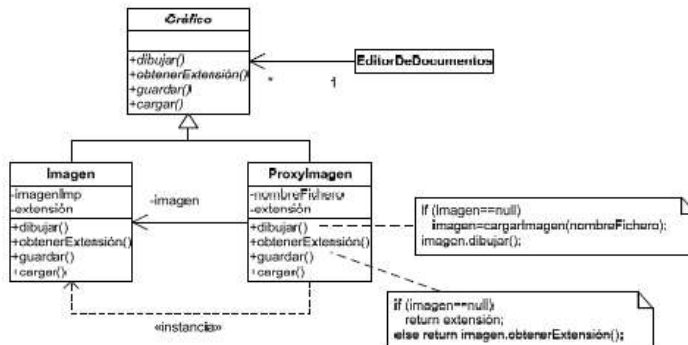 Gráfico
+dibujar()
+obtenerExtensión()
+guardar()
+cargar()
EditorDeDocumentos
*
1
Imagen
-imagenImp
-extensión
+dibujar()
+obtenerExtensión()
+guardar()
+cargar()
-imagen
ProxyImagen
-nombreFichero
-extensión
+dibujar()
+obtenerExtensión()
+guardar()
+cargar()
If (Imagen==null)
imagen=cargarImagen(nombreFichero);
imagen.dibujar();
if (imagen==null)
return extensión;
else return imagen.obtenerExtensión();
«instancia»